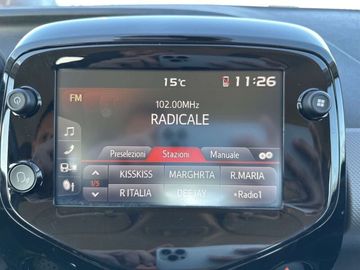 15°C 11:26
FM
102.00MHz
RADICALE
Preselezioni Stazioni Manuale
1/5
KISSKISS MARGHRTA R.MARIA
R ITALIA DEEJAY Radio1